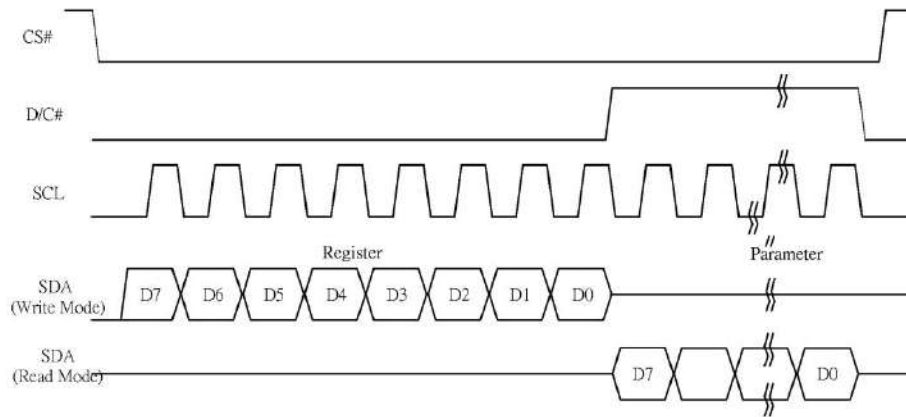 CS#
D/C#
SCL
Register
Parameter
SDA
(Write Mode)
D7 D6 D5 D4 D3 D2 D1 D0
SDA
(Read Mode)
D7 D0